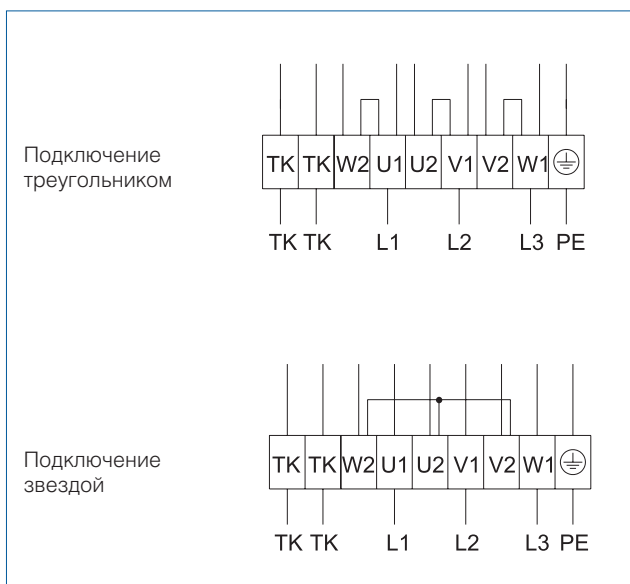 Подключение
треугольником
TK TK W2 U1 U2 V1 V2 W1
TK TK L1 L2 L3 PE
Подключение
звездой
TK TK W2 U1 U2 V1 V2 W1
TK TK L1 L2 L3 PE